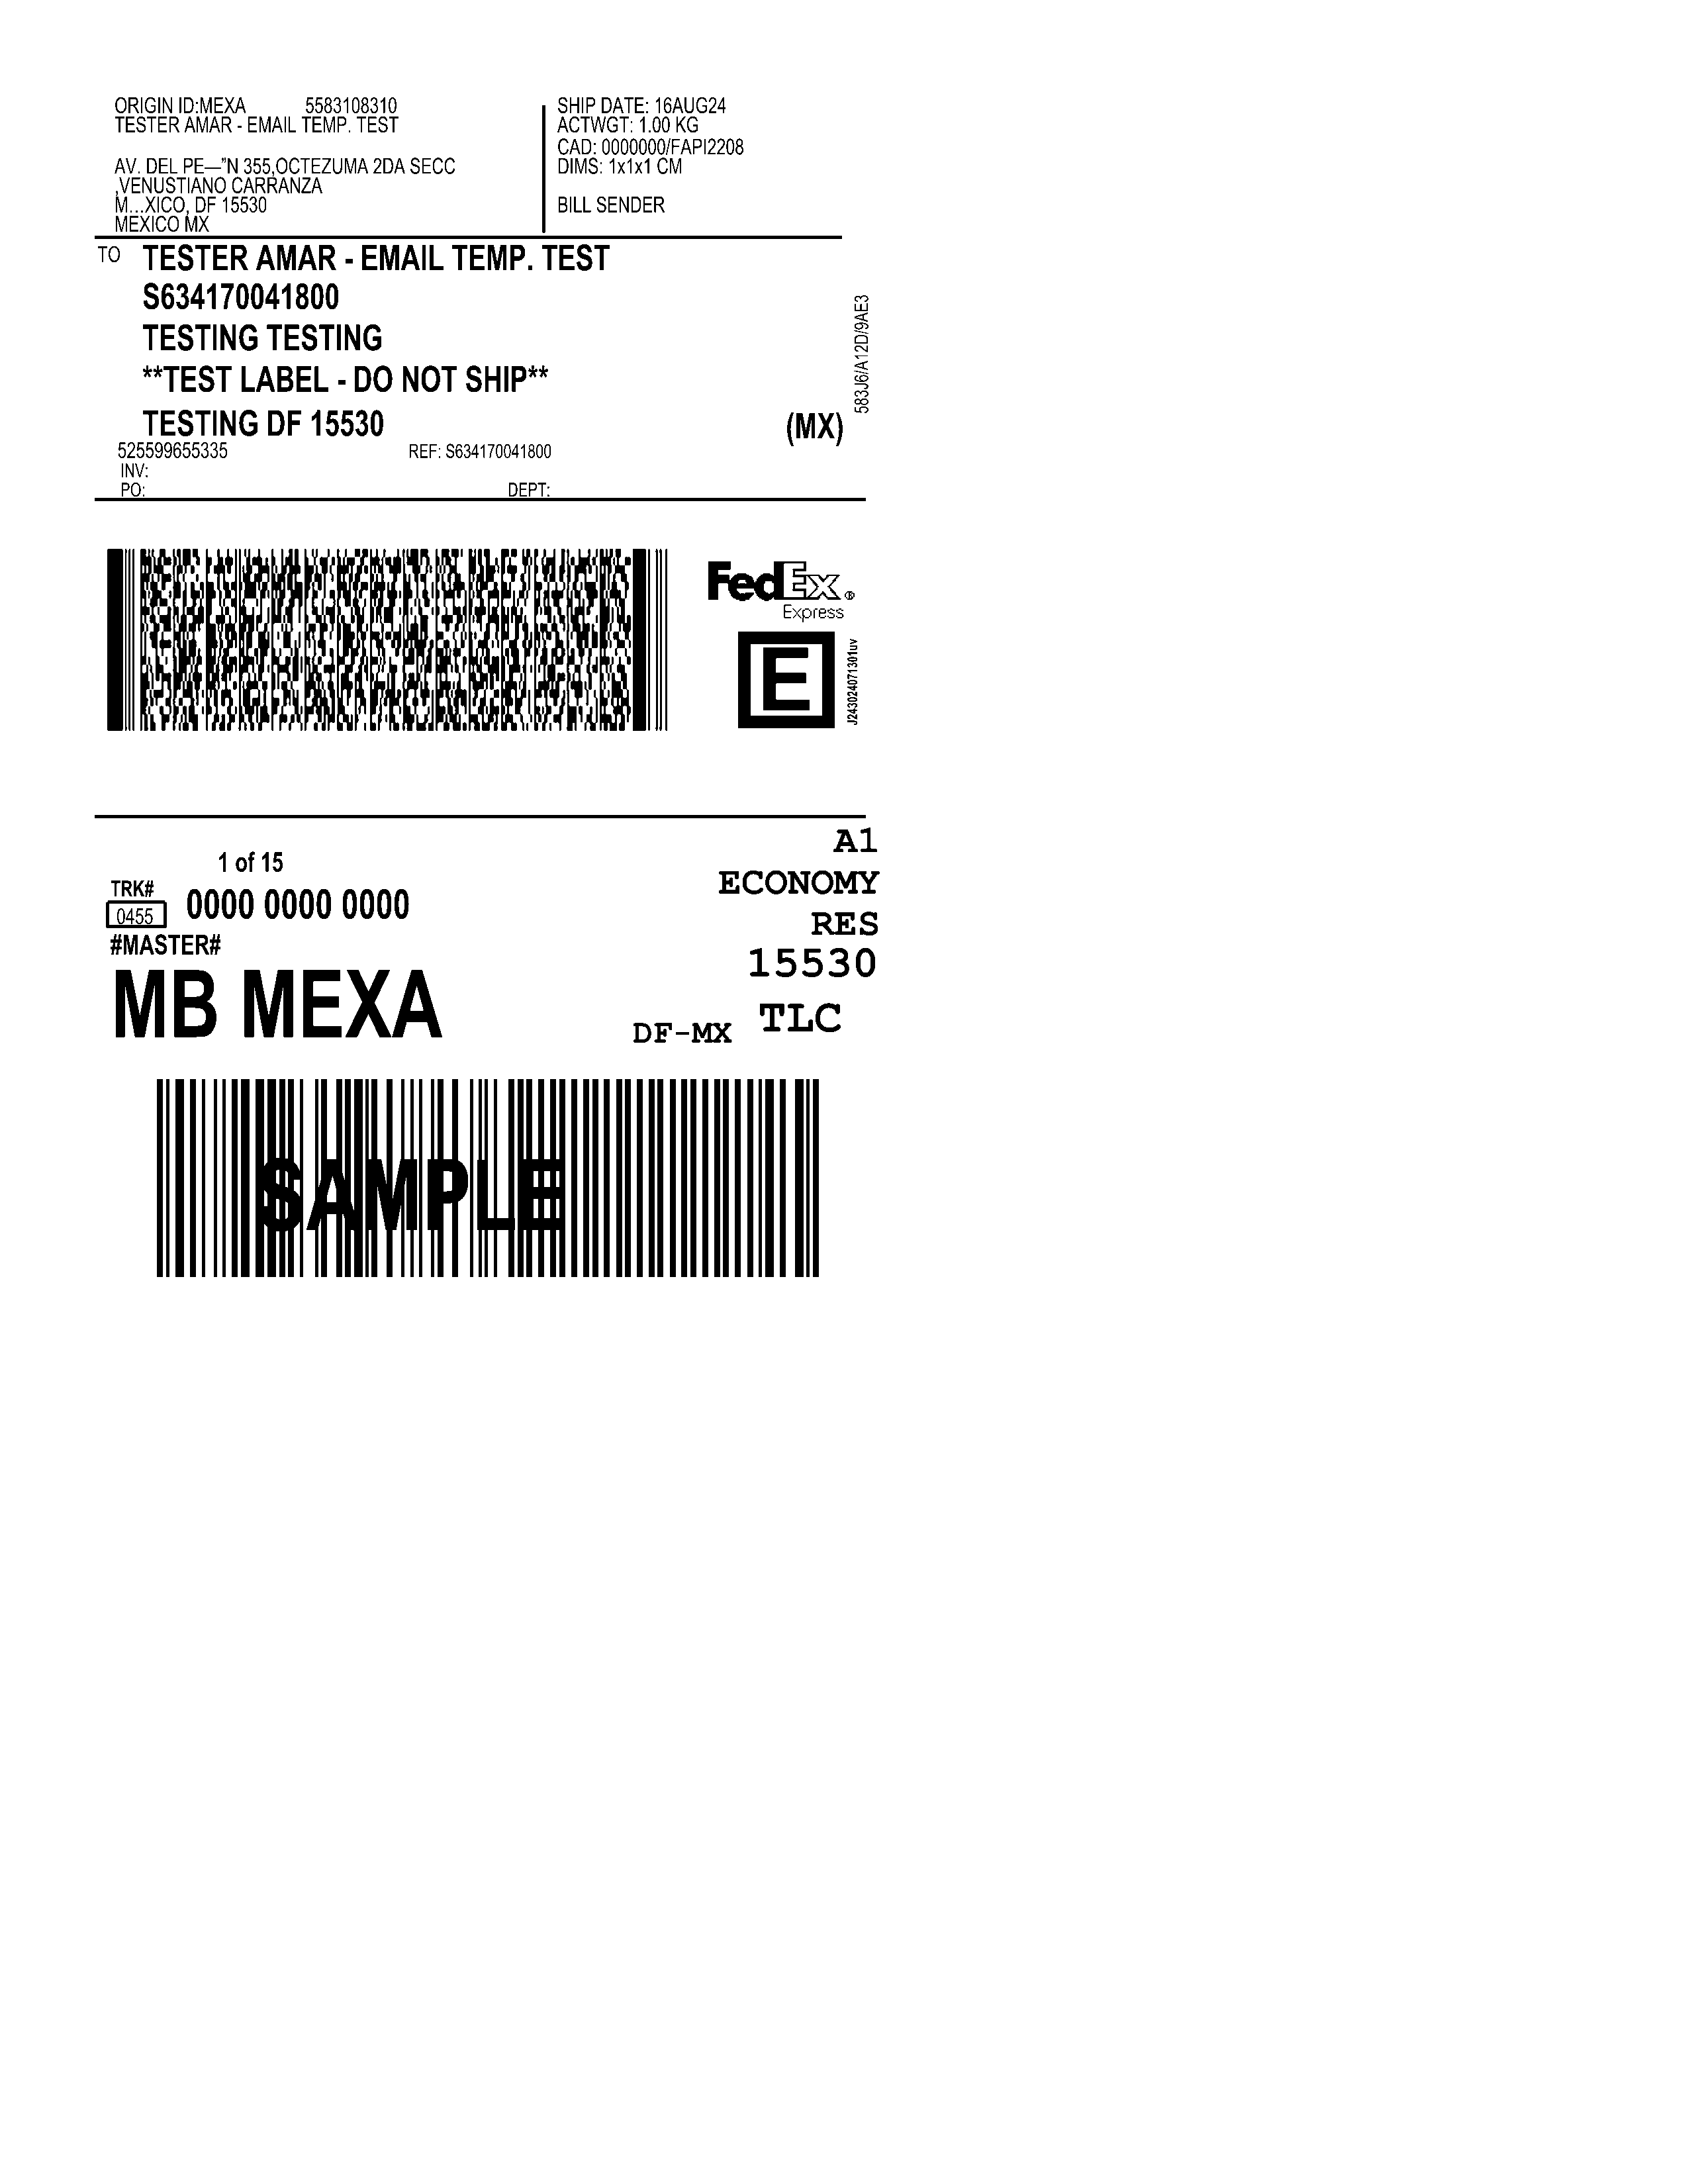 ORIGIN ID:MEXA 5583108310
TESTER AMAR - EMAIL TEMP. TEST
AV. DEL PE—"N 355,OCTEZUMA 2DA SECC
,VENUSTIANO CARRANZA
M...XICO, DF 15530
MEXICO MX
SHIP DATE: 16AUG24
ACTWGT: 1.00 KG
CAD: 0000000/FAPI2208
DIMS: 1x1x1 CM
BILL SENDER
TO TESTER AMAR - EMAIL TEMP. TEST
S634170041800
TESTING TESTING
**TEST LABEL - DO NOT SHIP**
TESTING DF 15530 (MX)
583J6/A12D/9AE3
525599655335 REF: S634170041800
INV:
PO: DEPT:
FedEx®
Express
E
J243024071301uv
A1
1 of 15
ECONOMY
TRK#
0455 0000 0000 0000
RES
#MASTER#
15530
MB MEXA
DF-MX TLC
SAMPLE